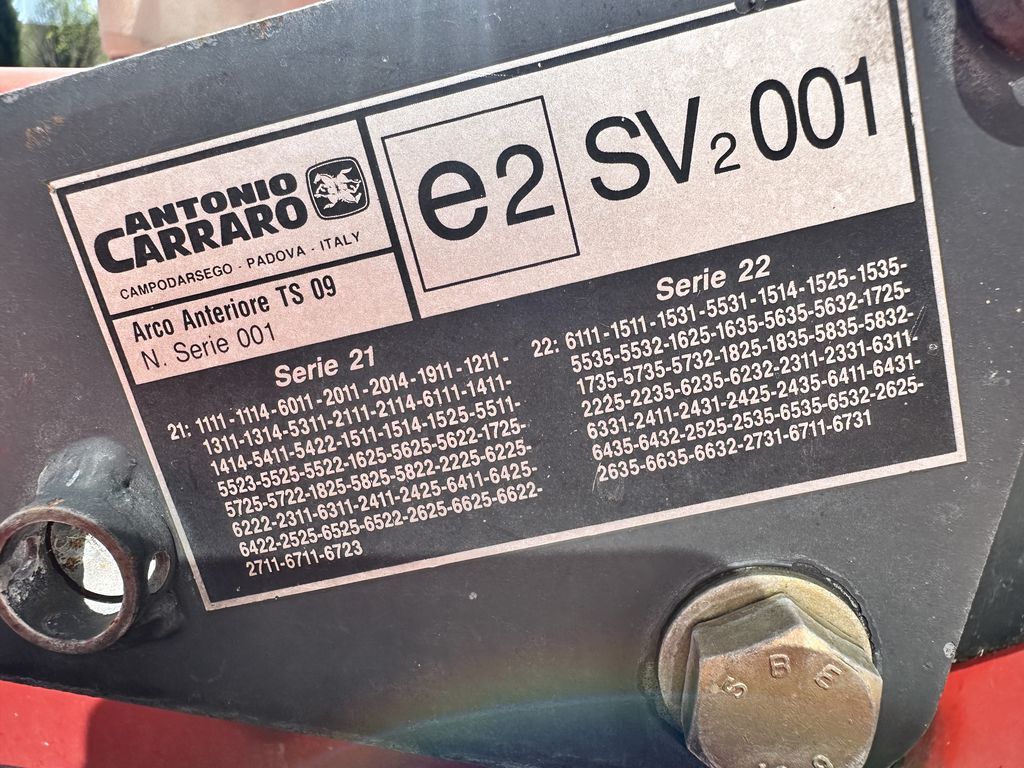 ANTONIO
CARRARO
CAMPODARSEGO - PADOVA - ITALY
Arco Anteriore TS 09
N. Serie 001
e2
SV2 001
Serie 21
21: 1111-1114-6011-2011-2014-1911-1211-
1311-1314-5311-2111-2114-6111-1411-
1414-5411-5422-1511-1514-1525-5511-
5523-5525-5522-1625-5625-5622-1725-
5725-5722-1825-5825-5822-2225-6225-
6222-2311-6311-2411-2425-6411-6425-
6422-2525-6525-6522-2625-6625-6622-
2711-6711-6723
Serie 22
22: 6111-1511-1531-5531-1514-1525-1535-
5535-5532-1625-1635-5635-5632-1725-
1735-5735-5732-1825-1835-5835-5832-
2225-2235-6235-6232-2311-2331-6311-
6331-2411-2431-2425-2435-6411-6431-
6435-6432-2525-2535-6535-6532-2625-
2635-6635-6632-2731-6711-6731
SBE